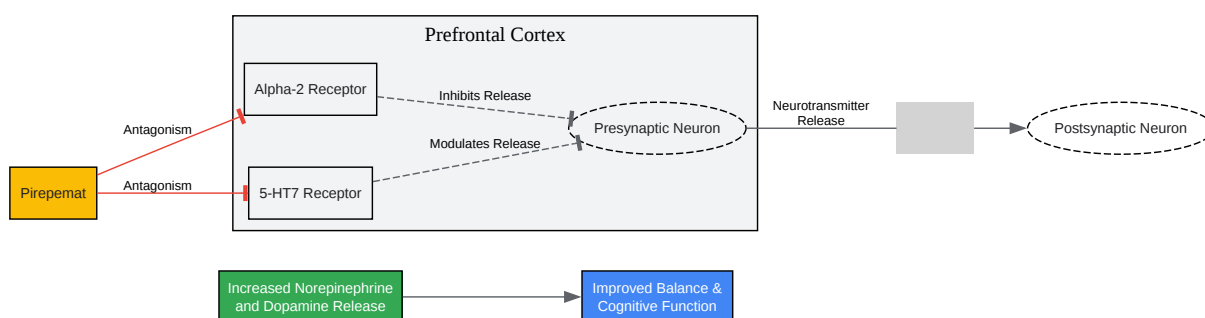 Prefrontal Cortex
Alpha-2 Receptor
Inhibits Release
Neurotrasmitter
Release
Antagonism
Presynaptic Neuron
Postsynaptic Neuron
Modulates Release
Pirepemat
Antagonism
5-HT7 Receptor
Increased Norepinephrine
and Dopamine Release
Improved Balance &
Cognitive Function